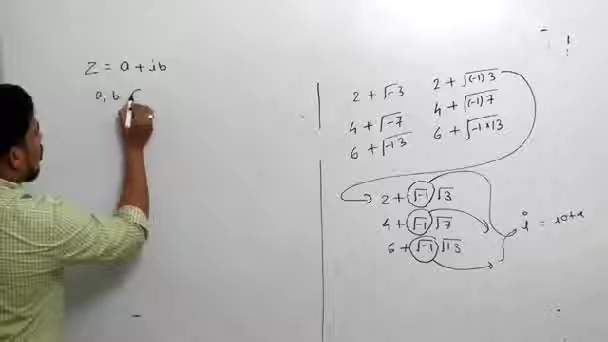 Z = a + ib
a, b
2 + √-3
4 + √-7
6 + √-13
2 + √(-1)3
4 + √(-1)7
6 + √-1×13
2 + √-1 √3
4 + √-1 √7
6 + √-1 √13
i = iota